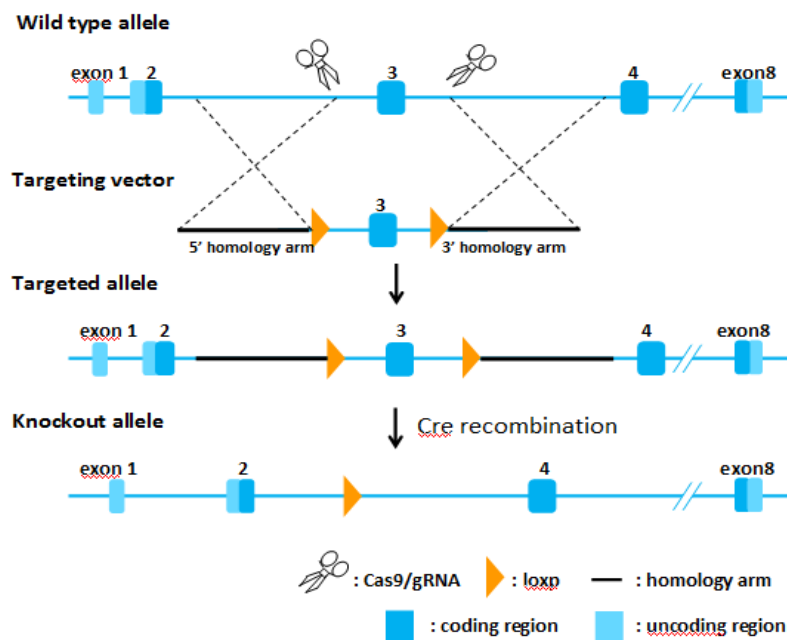 Wild type allele
exon 1 2 3 4 exon8
Targeting vector
3
5' homology arm 3' homology arm
Targeted allele
exon 1 2 3 4 exon8
Knockout allele
Cre recombination
exon 1 2 4 exon8
: Cas9/gRNA : loxp : homology arm
: coding region : uncoding region